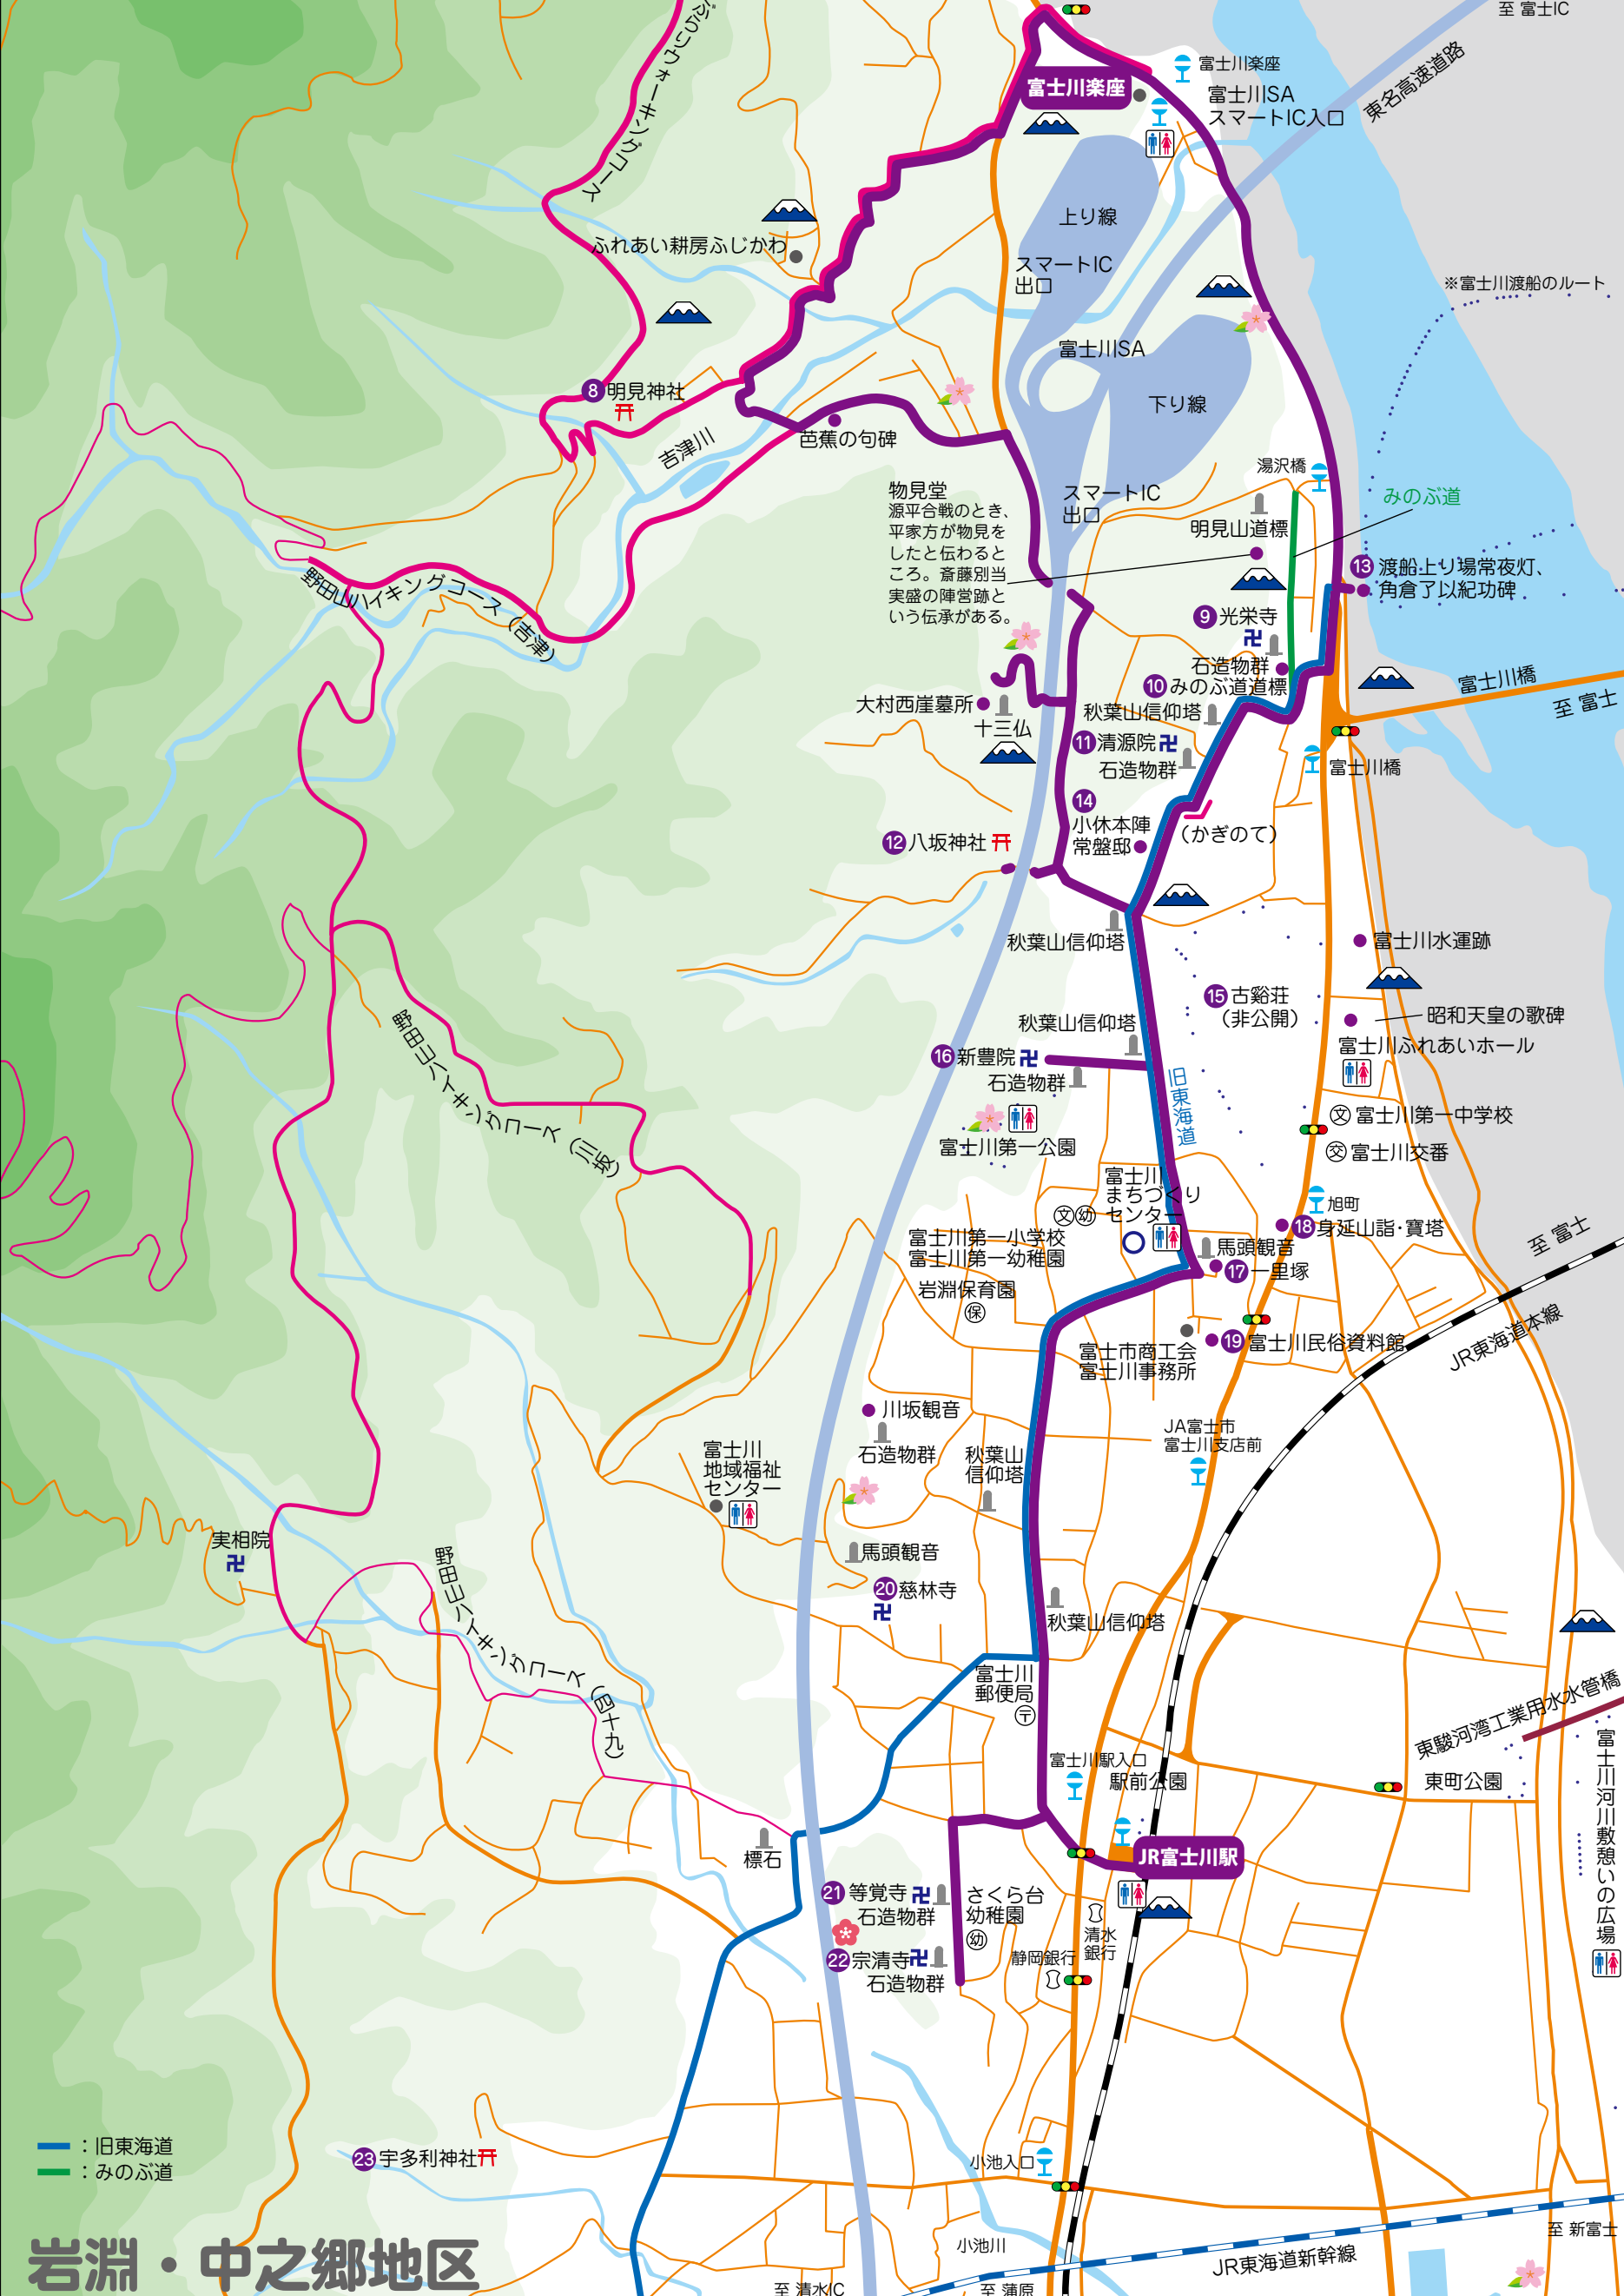 至 富士IC
ぶらりウォーキングコース
富士川楽座
富士川楽座
富士川SA
スマートIC入口
東名高速道路
上り線
ふれあい耕房ふじかわ
スマートIC
出口
※富士川渡船のルート
富士川SA
下り線
8 明見神社
芭蕉の句碑
吉津川
湯沢橋
みのぶ道
物見堂
源平合戦のとき、
平家方が物見を
したと伝わると
ころ。斎藤別当
実盛の陣営跡と
いう伝承がある。
スマートIC
出口
明見山道標
13 渡船上り場常夜灯、
角倉了以紀功碑
野田山ハイキングコース（吉津）
9 光栄寺
石造物群
10 みのぶ道道標
富士川橋
至 富士
大村西崖墓所
十三仏
秋葉山信仰塔
11 清源院
石造物群
富士川橋
14
小休本陣
常盤邸
（かぎのて）
12 八坂神社
秋葉山信仰塔
富士川水運跡
15 古谿荘
（非公開）
昭和天皇の歌碑
秋葉山信仰塔
富士川ふれあいホール
16 新豊院
石造物群
旧東海道
野田山ハイキングコース（川坂）
文 富士川第一中学校
富士川第一公園
交 富士川交番
富士川
まちづくり
センター
文 幼
旭町
18 身延山詣･寶塔
富士川第一小学校
富士川第一幼稚園
馬頭観音
17 一里塚
至 富士
岩淵保育園
保
19 富士川民俗資料館
富士市商工会
富士川事務所
JR東海道本線
川坂観音
石造物群
JA富士市
富士川支店前
富士川
地域福祉
センター
秋葉山
信仰塔
実相院
馬頭観音
20 慈林寺
秋葉山信仰塔
野田山ハイキングコース（四十九）
富士川
郵便局
〒
東駿河湾工業用水水管橋
富士川河川敷憩いの広場
富士川駅入口
駅前公園
東町公園
標石
JR富士川駅
21 等覚寺
石造物群
さくら台
幼稚園
幼
清水
銀行
静岡銀行
22 宗清寺
石造物群
：旧東海道
：みのぶ道
23 宇多利神社
小池入口
小池川
至 新富士
JR東海道新幹線
岩淵・中之郷地区
至 清水IC
至 蒲原